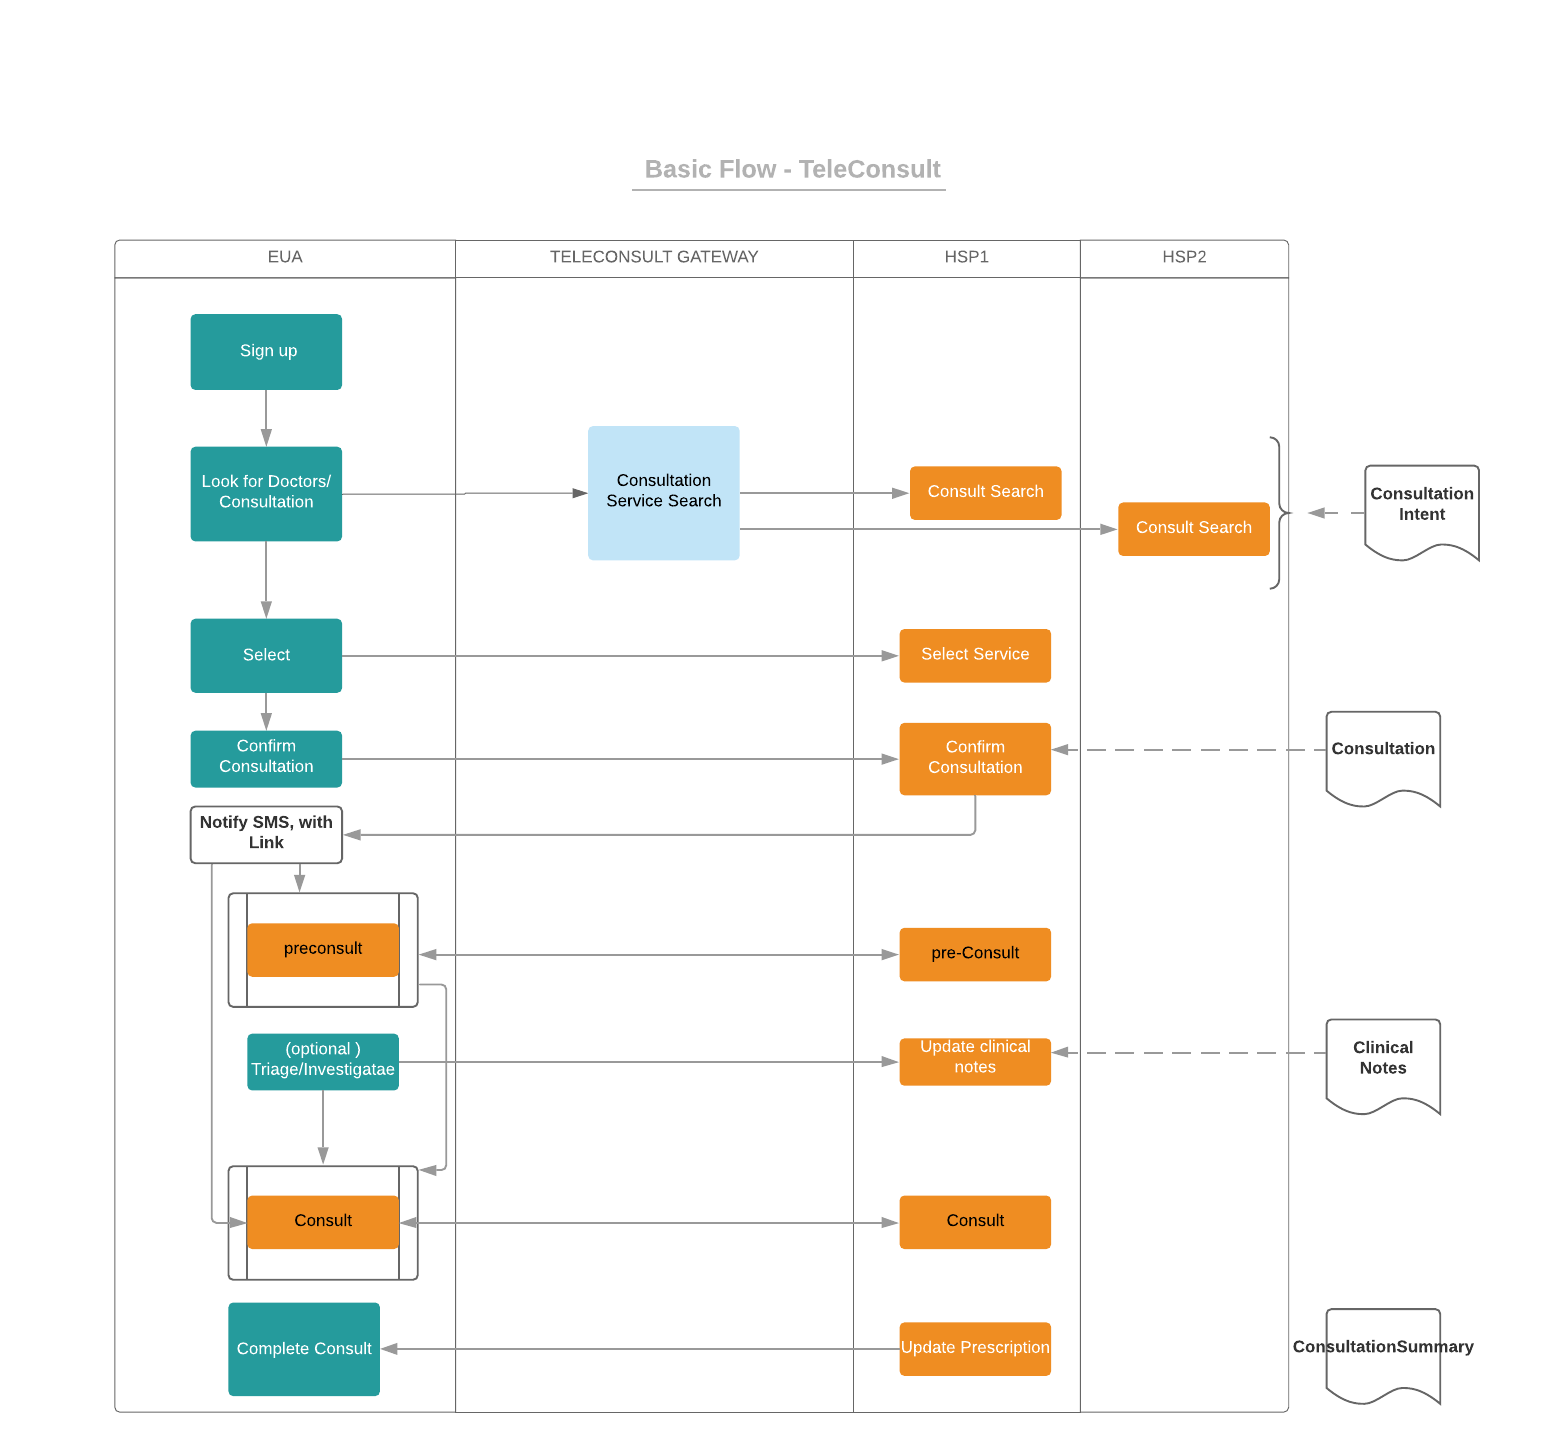 Basic Flow - TeleConsult
EUA
TELECONSULT GATEWAY
HSP1
HSP2
Sign up
Look for Doctors/
Consultation
Consultation
Service Search
Consult Search
Consult Search
Consultation
Intent
Select
Select Service
Confirm
Consultation
Confirm
Consultation
Consultation
Notify SMS, with
Link
preconsult
pre-Consult
(optional )
Triage/Investigatae
Update clinical
notes
Clinical
Notes
Consult
Consult
Complete Consult
Update Prescription
ConsultationSummary